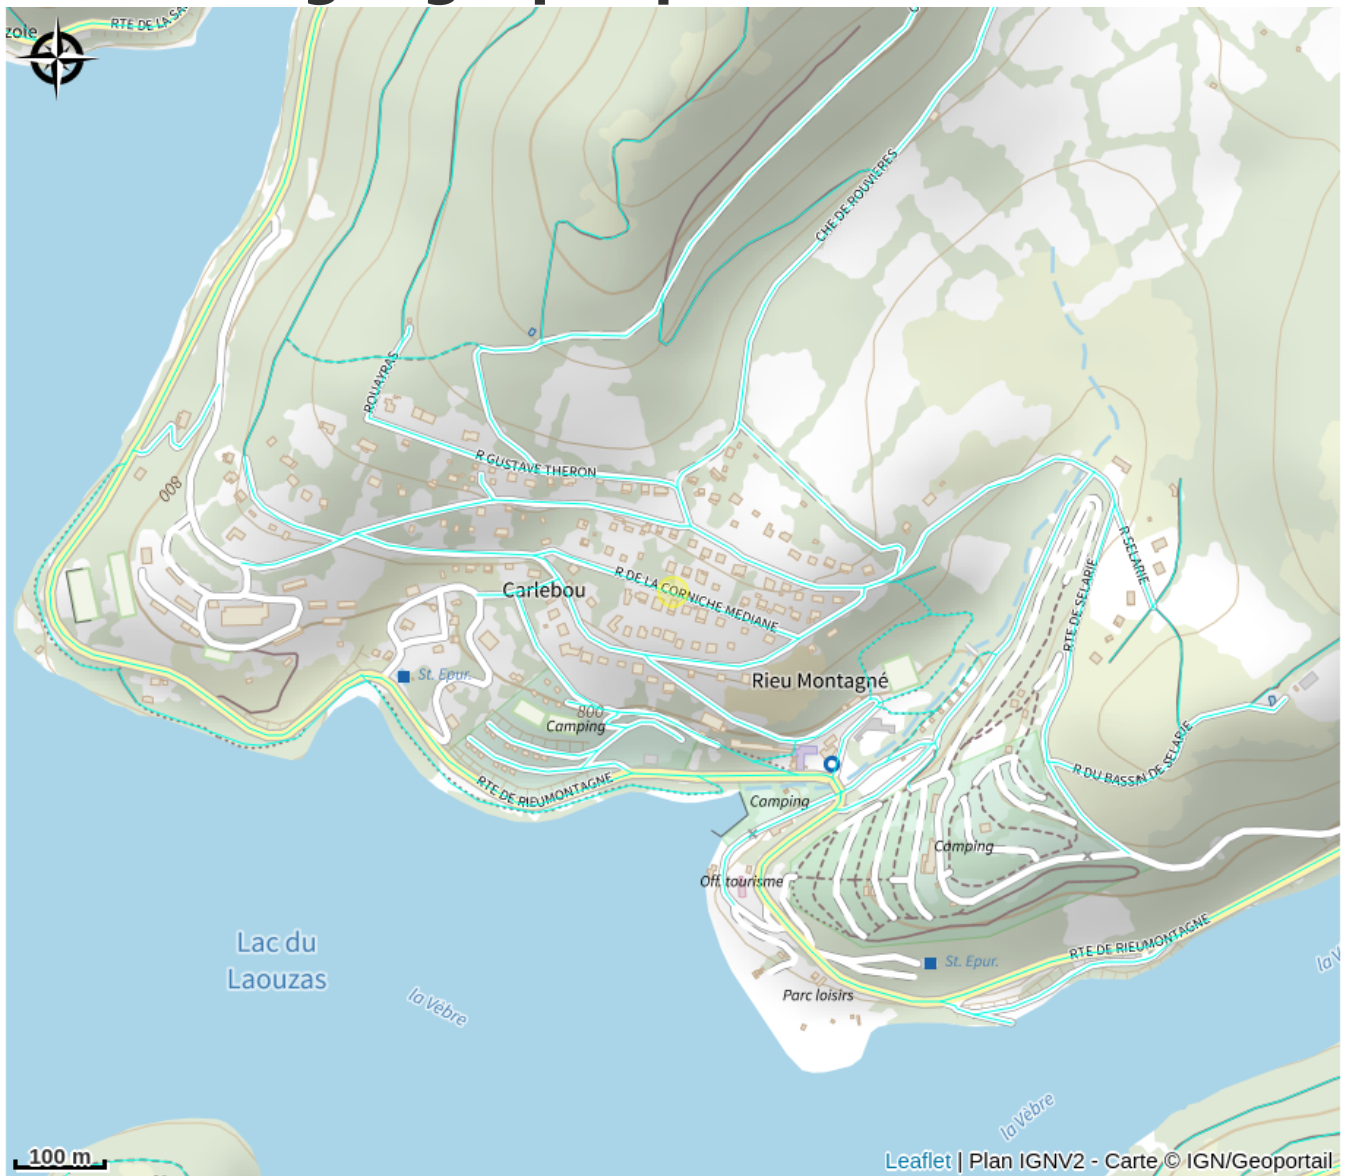 RTE DE LA SA
zole
CHE DE ROUVIERES
ROUAYRAS
R GUSTAVE THERON
800
R DE LA CORNICHE MEDIANE
Carlebou
R SELARIE
RTE DE SELARIE
St. Epur.
Rieu Montagné
800
Camping
R DU BASSIN DE SELARIE
RTE DE RIEUMONTAGNE
Camping
Camping
Off. tourisme
Lac du
Laouzas
RTE DE RIEUMONTAGNE
St. Epur.
la V
Parc loisirs
la Vèbre
la Vèbre
100 m
Leaflet | Plan IGNV2 - Carte © IGN/Geoportail